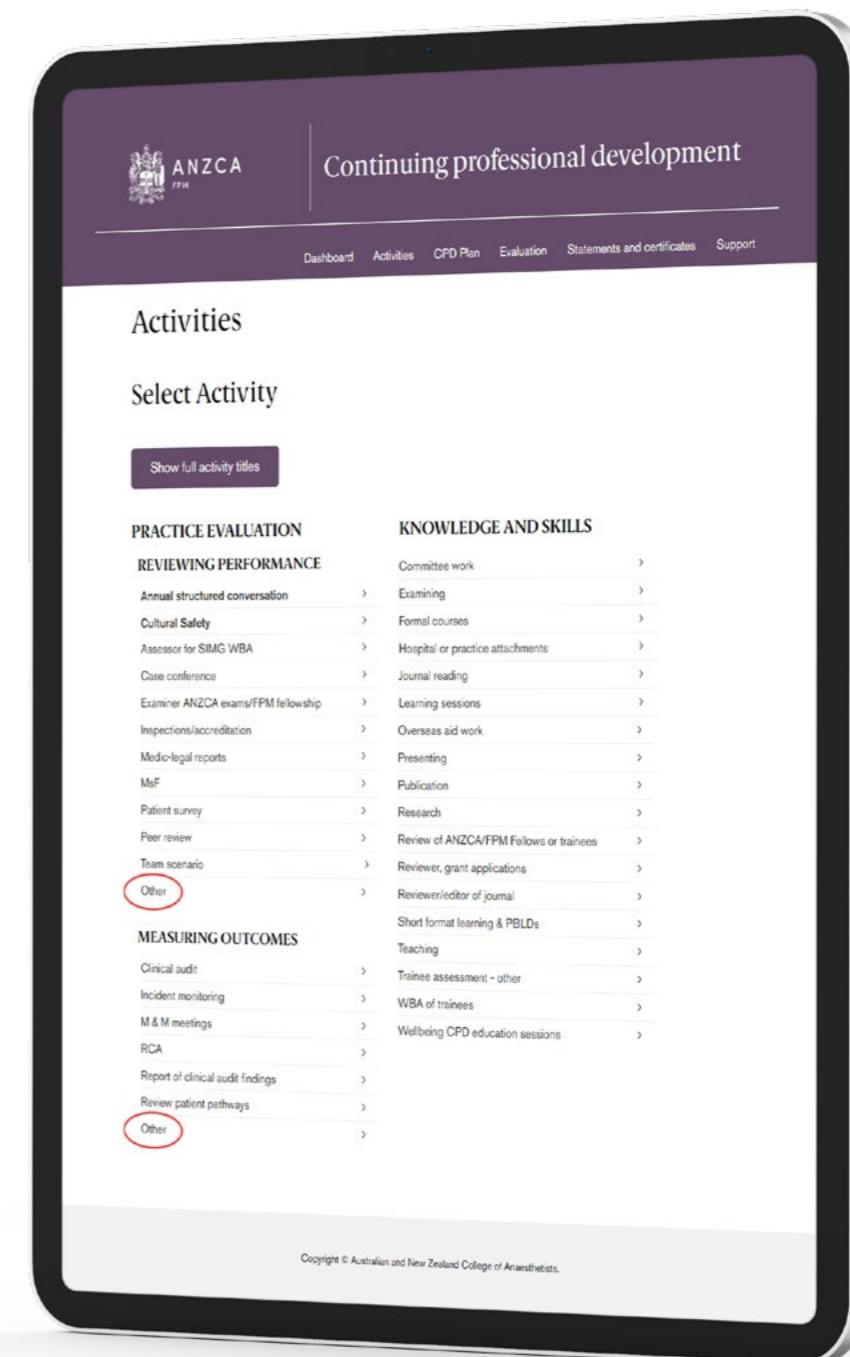 ANZCA
FPM
Continuing professional development
Dashboard Activities CPD Plan Evaluation Statements and certificates Support
Activities
Select Activity
Show full activity titles
PRACTICE EVALUATION
REVIEWING PERFORMANCE
Annual structured conversation
Cultural Safety
Assessor for SIMG WBA
Case conference
Examiner ANZCA exams/FPM fellowship
Inspections/accreditation
Medic-legal reports
MsF
Patient survey
Peer review
Team scenario
Other
MEASURING OUTCOMES
Clinical audit
Incident monitoring
M & M meetings
RCA
Report of clinical audit findings
Review patient pathways
Other
KNOWLEDGE AND SKILLS
Committee work
Examining
Formal courses
Hospital or practice attachments
Journal reading
Learning sessions
Overseas aid work
Presenting
Publication
Research
Review of ANZCA/FPM Fellows or trainees
Reviewer, grant applications
Reviewer/editor of journal
Short format learning & PBLDs
Teaching
Trainee assessment - other
WBA of trainees
Wellbeing CPD education sessions
Copyright © Australian and New Zealand College of Anaesthetists.